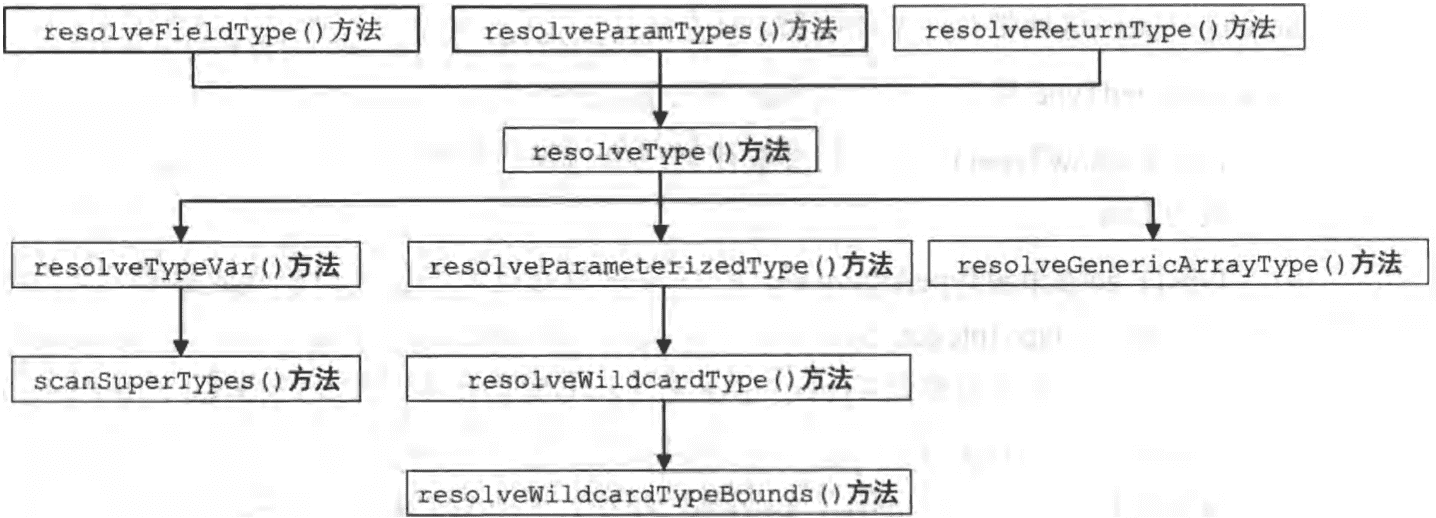 resolveFieldType()方法
resolveParamTypes()方法
resolveReturnType()方法
resolveType()方法
resolveTypeVar()方法
resolveParameterizedType()方法
resolveGenericArrayType()方法
scanSuperTypes()方法
resolveWildcardType()方法
resolveWildcardTypeBounds()方法